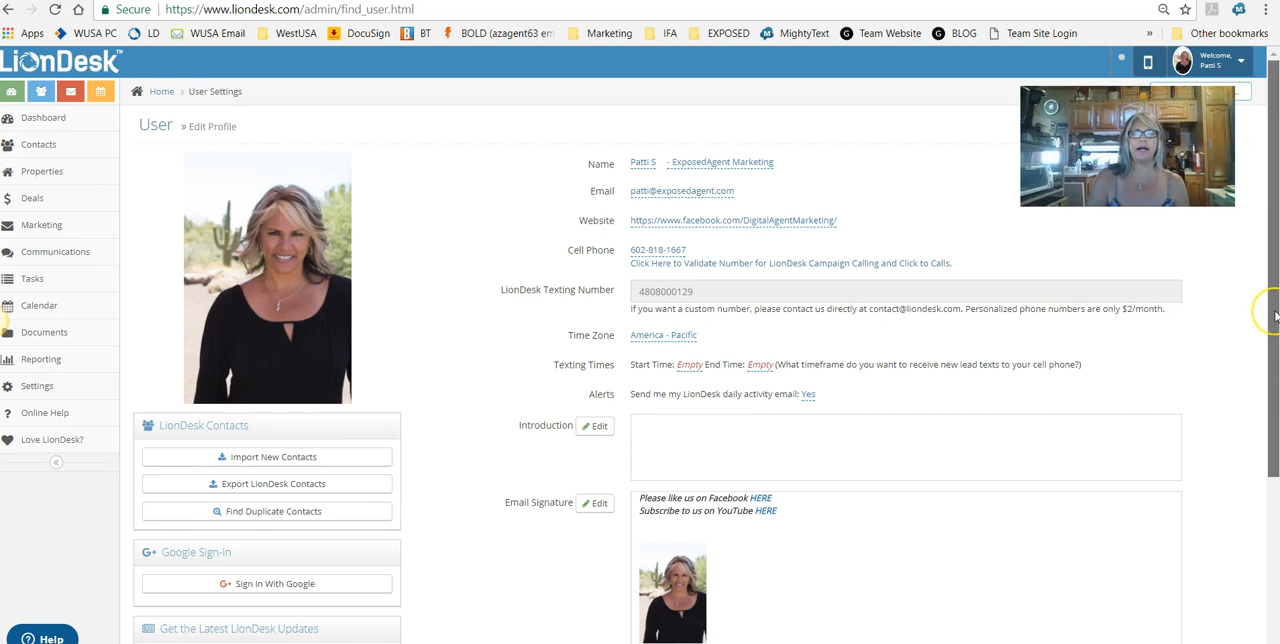 Secure
https://www.liondesk.com/admin/find_user.html
Apps
WUSA PC
LD
WUSA Email
WestUSA
DocuSign
BT
BOLD (azagent63 em
Marketing
IFA
EXPOSED
MightyText
Team Website
BLOG
Team Site Login
»
Other bookmarks
LionDesk™
Welcome,
Patti S
Home > User Settings
User » Edit Profile
Dashboard
Contacts
Properties
Deals
Marketing
Communications
Tasks
Calendar
Documents
Reporting
Settings
Online Help
Love LionDesk?
Help
Name Patti S - ExposedAgent Marketing
Email patti@exposedagent.com
Website https://www.facebook.com/DigitalAgentMarketing/
Cell Phone 602-818-1667
Click Here to Validate Number for LionDesk Campaign Calling and Click to Calls.
LionDesk Texting Number 4808000129
If you want a custom number, please contact us directly at contact@liondesk.com. Personalized phone numbers are only $2/month.
Time Zone America - Pacific
Texting Times Start Time: Empty End Time: Empty (What timeframe do you want to receive new lead texts to your cell phone?)
Alerts Send me my LionDesk daily activity email: Yes
Introduction Edit
Email Signature Edit
Please like us on Facebook HERE
Subscribe to us on YouTube HERE
LionDesk Contacts
Import New Contacts
Export LionDesk Contacts
Find Duplicate Contacts
G+ Google Sign-In
G+ Sign In With Google
Get the Latest LionDesk Updates